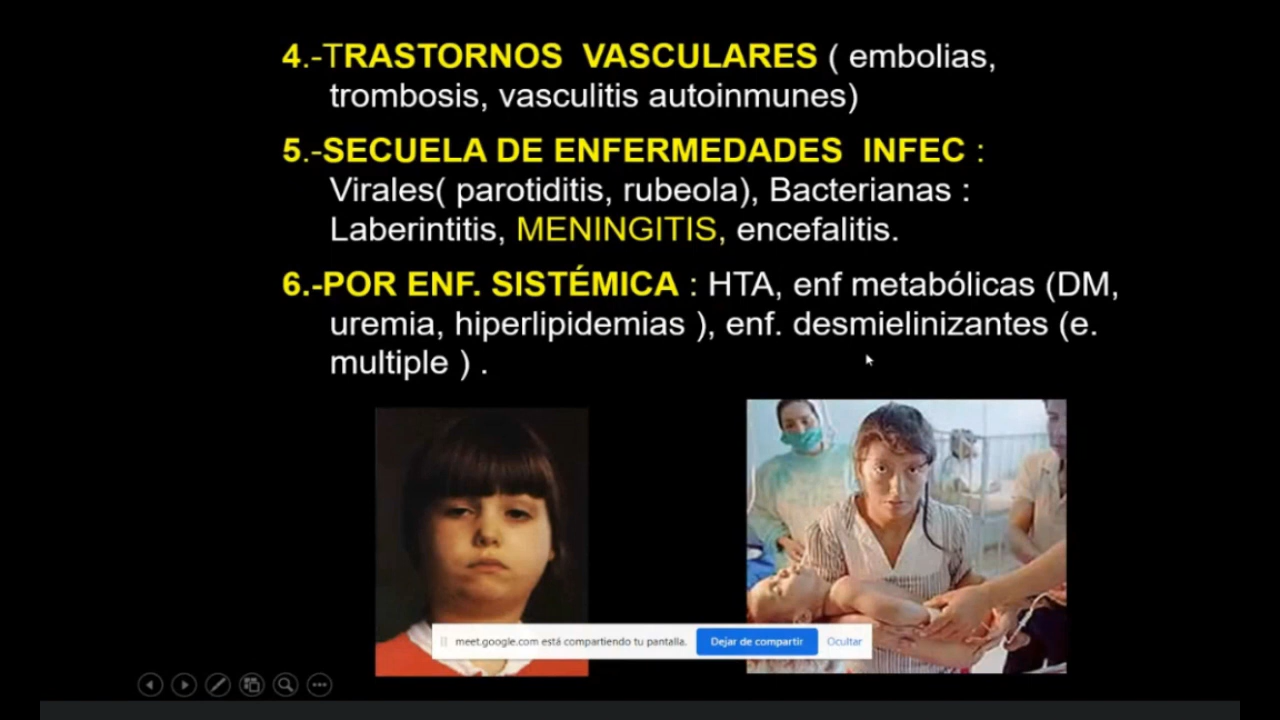 4.-TRASTORNOS VASCULARES ( embolias,
trombosis, vasculitis autoinmunes)
5.-SECUELA DE ENFERMEDADES INFEC :
Virales( parotiditis, rubeola), Bacterianas :
Laberintitis, MENINGITIS, encefalitis.
6.-POR ENF. SISTÉMICA : HTA, enf metabólicas (DM,
uremia, hiperlipidemias ), enf. desmielinizantes (e.
multiple ) .
meet.google.com está compartiendo tu pantalla. Dejar de compartir Ocultar